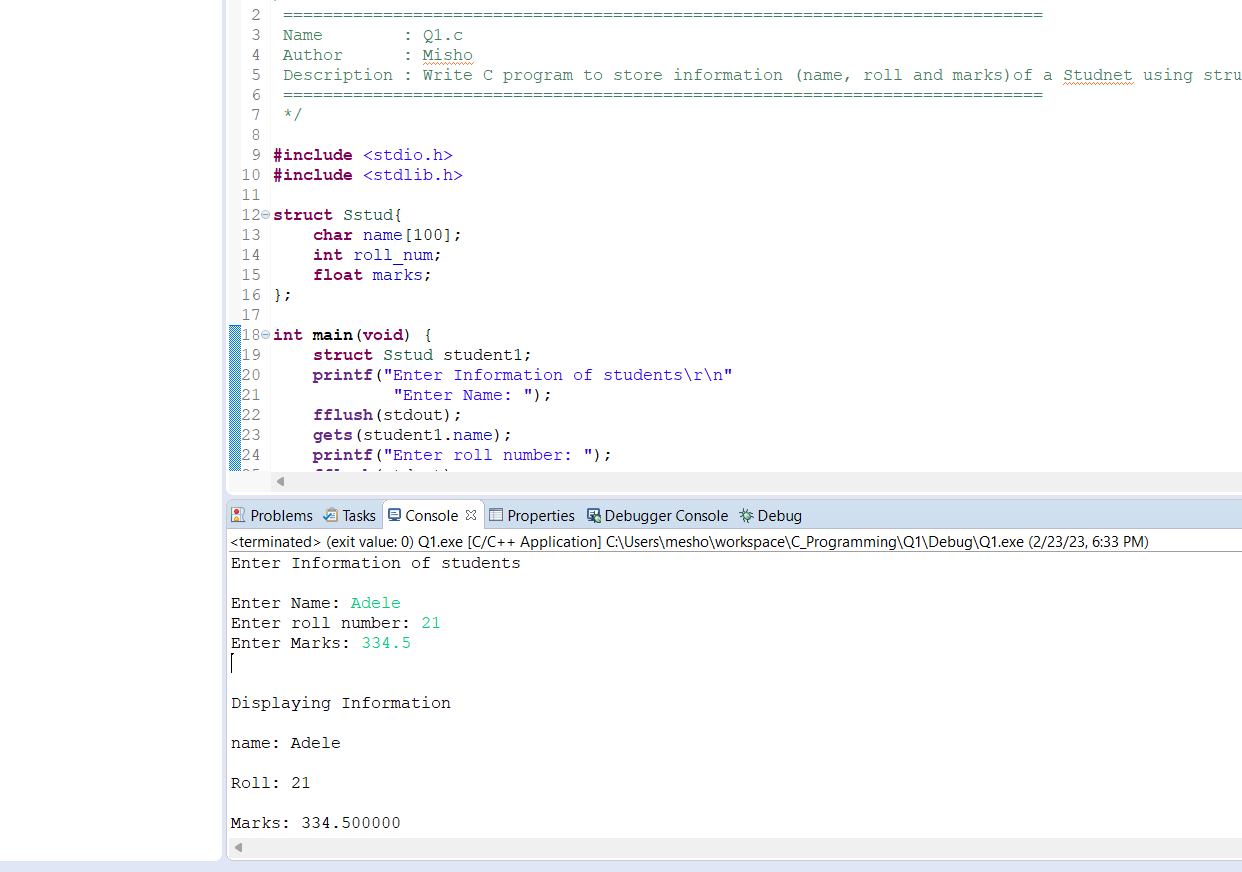 2 ============================================================================
3 Name        : Q1.c
4 Author      : Misho
5 Description : Write C program to store information (name, roll and marks)of a Studnet using stru
6 ============================================================================
7 */
8
9 #include <stdio.h>
10 #include <stdlib.h>
11
12 struct Sstud{
13     char name[100];
14     int roll_num;
15     float marks;
16 };
17
18 int main(void) {
19     struct Sstud student1;
20     printf("Enter Information of students\r\n"
21             "Enter Name: ");
22     fflush(stdout);
23     gets(student1.name);
24     printf("Enter roll number: ");
Problems Tasks Console Properties Debugger Console Debug
<terminated> (exit value: 0) Q1.exe [C/C++ Application] C:\Users\mesho\workspace\C_Programming\Q1\Debug\Q1.exe (2/23/23, 6:33 PM)
Enter Information of students
Enter Name: Adele
Enter roll number: 21
Enter Marks: 334.5
Displaying Information
name: Adele
Roll: 21
Marks: 334.500000